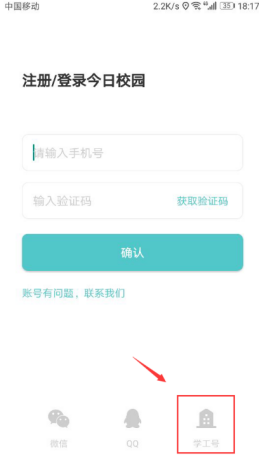 中国移动 2.2K/s 35 18:17
注册/登录今日校园
请输入手机号
输入验证码 获取验证码
确认
账号有问题，联系我们
微信 QQ 学工号